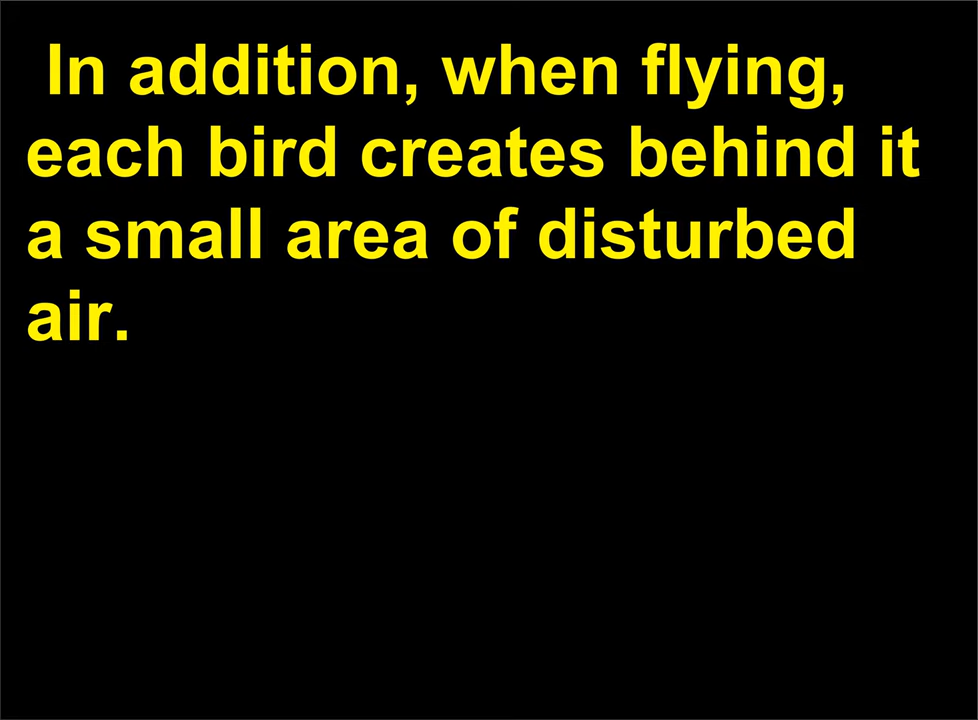 In addition, when flying,
each bird creates behind it
a small area of disturbed
air.